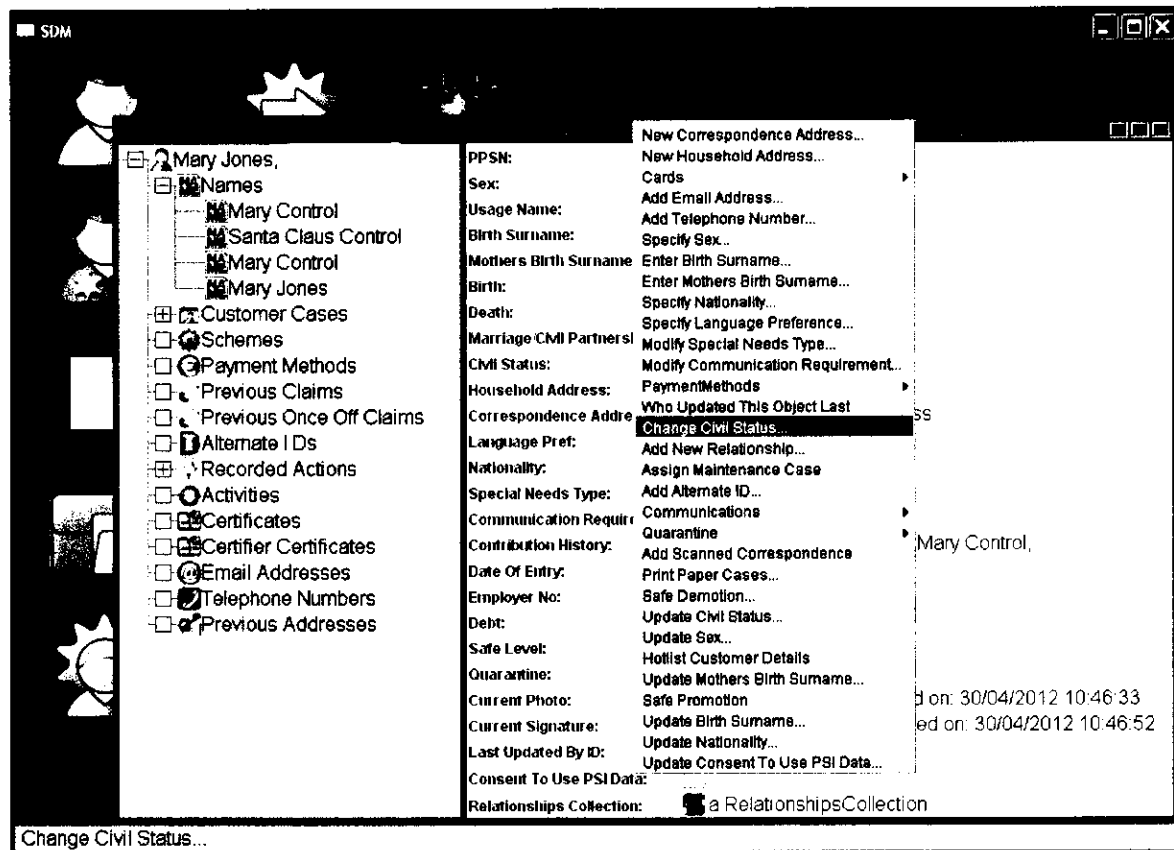 SDM
Mary Jones,
Names
Mary Control
Santa Claus Control
Mary Control
Mary Jones
Customer Cases
Schemes
Payment Methods
Previous Claims
Previous Once Off Claims
Alternate IDs
Recorded Actions
Activities
Certificates
Certifier Certificates
Email Addresses
Telephone Numbers
Previous Addresses
PPSN:
Sex:
Usage Name:
Birth Surname:
Mothers Birth Surname
Birth:
Death:
Marriage Civil Partnersl
Civil Status:
Household Address:
Correspondence Addre
Language Pref:
Nationality:
Special Needs Type:
Communication Require
Contribution History:
Date Of Entry:
Employer No:
Debt:
Safe Level:
Quarantine:
Current Photo:
Current Signature:
Last Updated By ID:
Consent To Use PSI Data:
Relationships Collection:
New Correspondence Address...
New Household Address...
Cards
Add Email Address...
Add Telephone Number...
Specify Sex...
Enter Birth Surname...
Enter Mothers Birth Surname...
Specify Nationality...
Specify Language Preference...
Modify Special Needs Type...
Modify Communication Requirement...
PaymentMethods
Who Updated This Object Last
Change Civil Status...
Add New Relationship...
Assign Maintenance Case
Add Alternate ID...
Communications
Quarantine
Add Scanned Correspondence
Print Paper Cases...
Safe Demotion...
Update Civil Status...
Update Sex...
Hotlist Customer Details
Update Mothers Birth Surname...
Safe Promotion
Update Birth Surname...
Update Nationality...
Update Consent To Use PSI Data...
ss
Mary Control,
d on: 30/04/2012 10:46:33
ed on: 30/04/2012 10:46:52
a RelationshipsCollection
Change Civil Status...